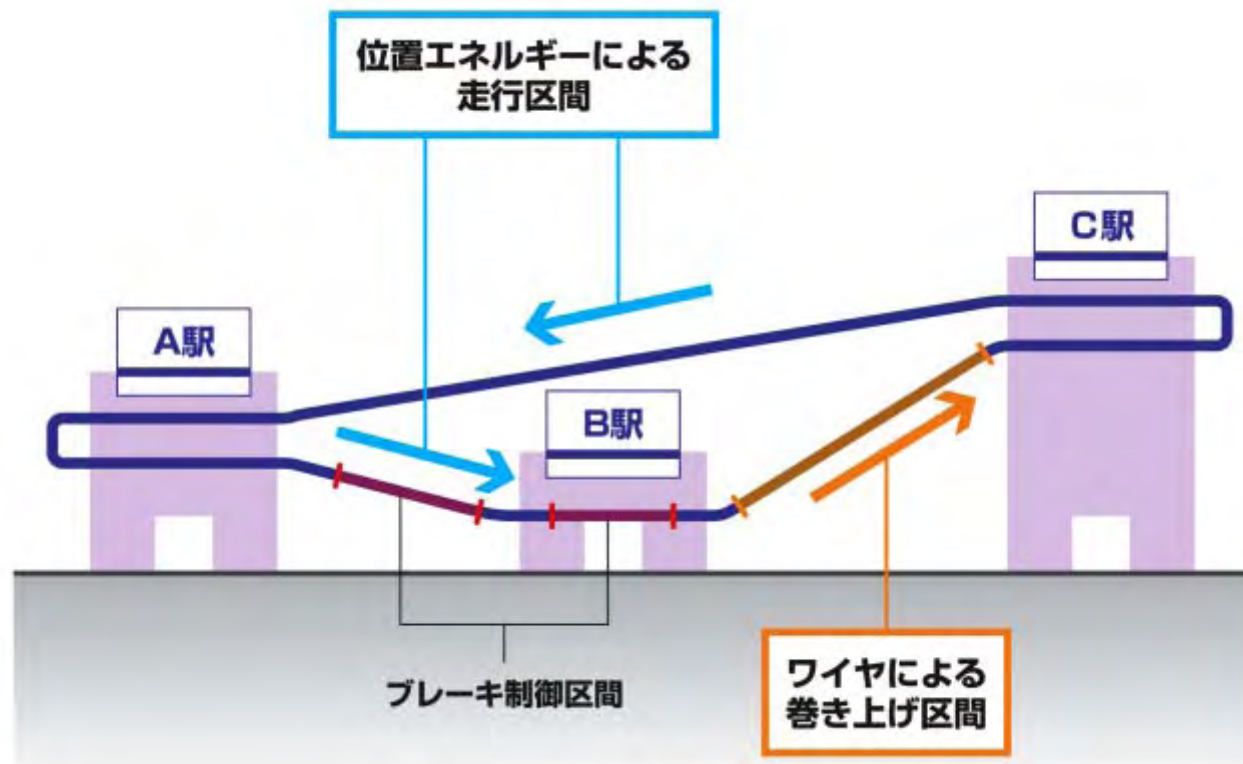 位置エネルギーによる
走行区間
C駅
A駅
B駅
ブレーキ制御区間
ワイヤによる
巻き上げ区間